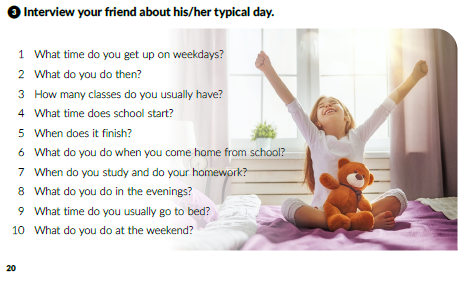 3 Interview your friend about his/her typical day.
1 What time do you get up on weekdays?
2 What do you do then?
3 How many classes do you usually have?
4 What time does school start?
5 When does it finish?
6 What do you do when you come home from school?
7 When do you study and do your homework?
8 What do you do in the evenings?
9 What time do you usually go to bed?
10 What do you do at the weekend?
20